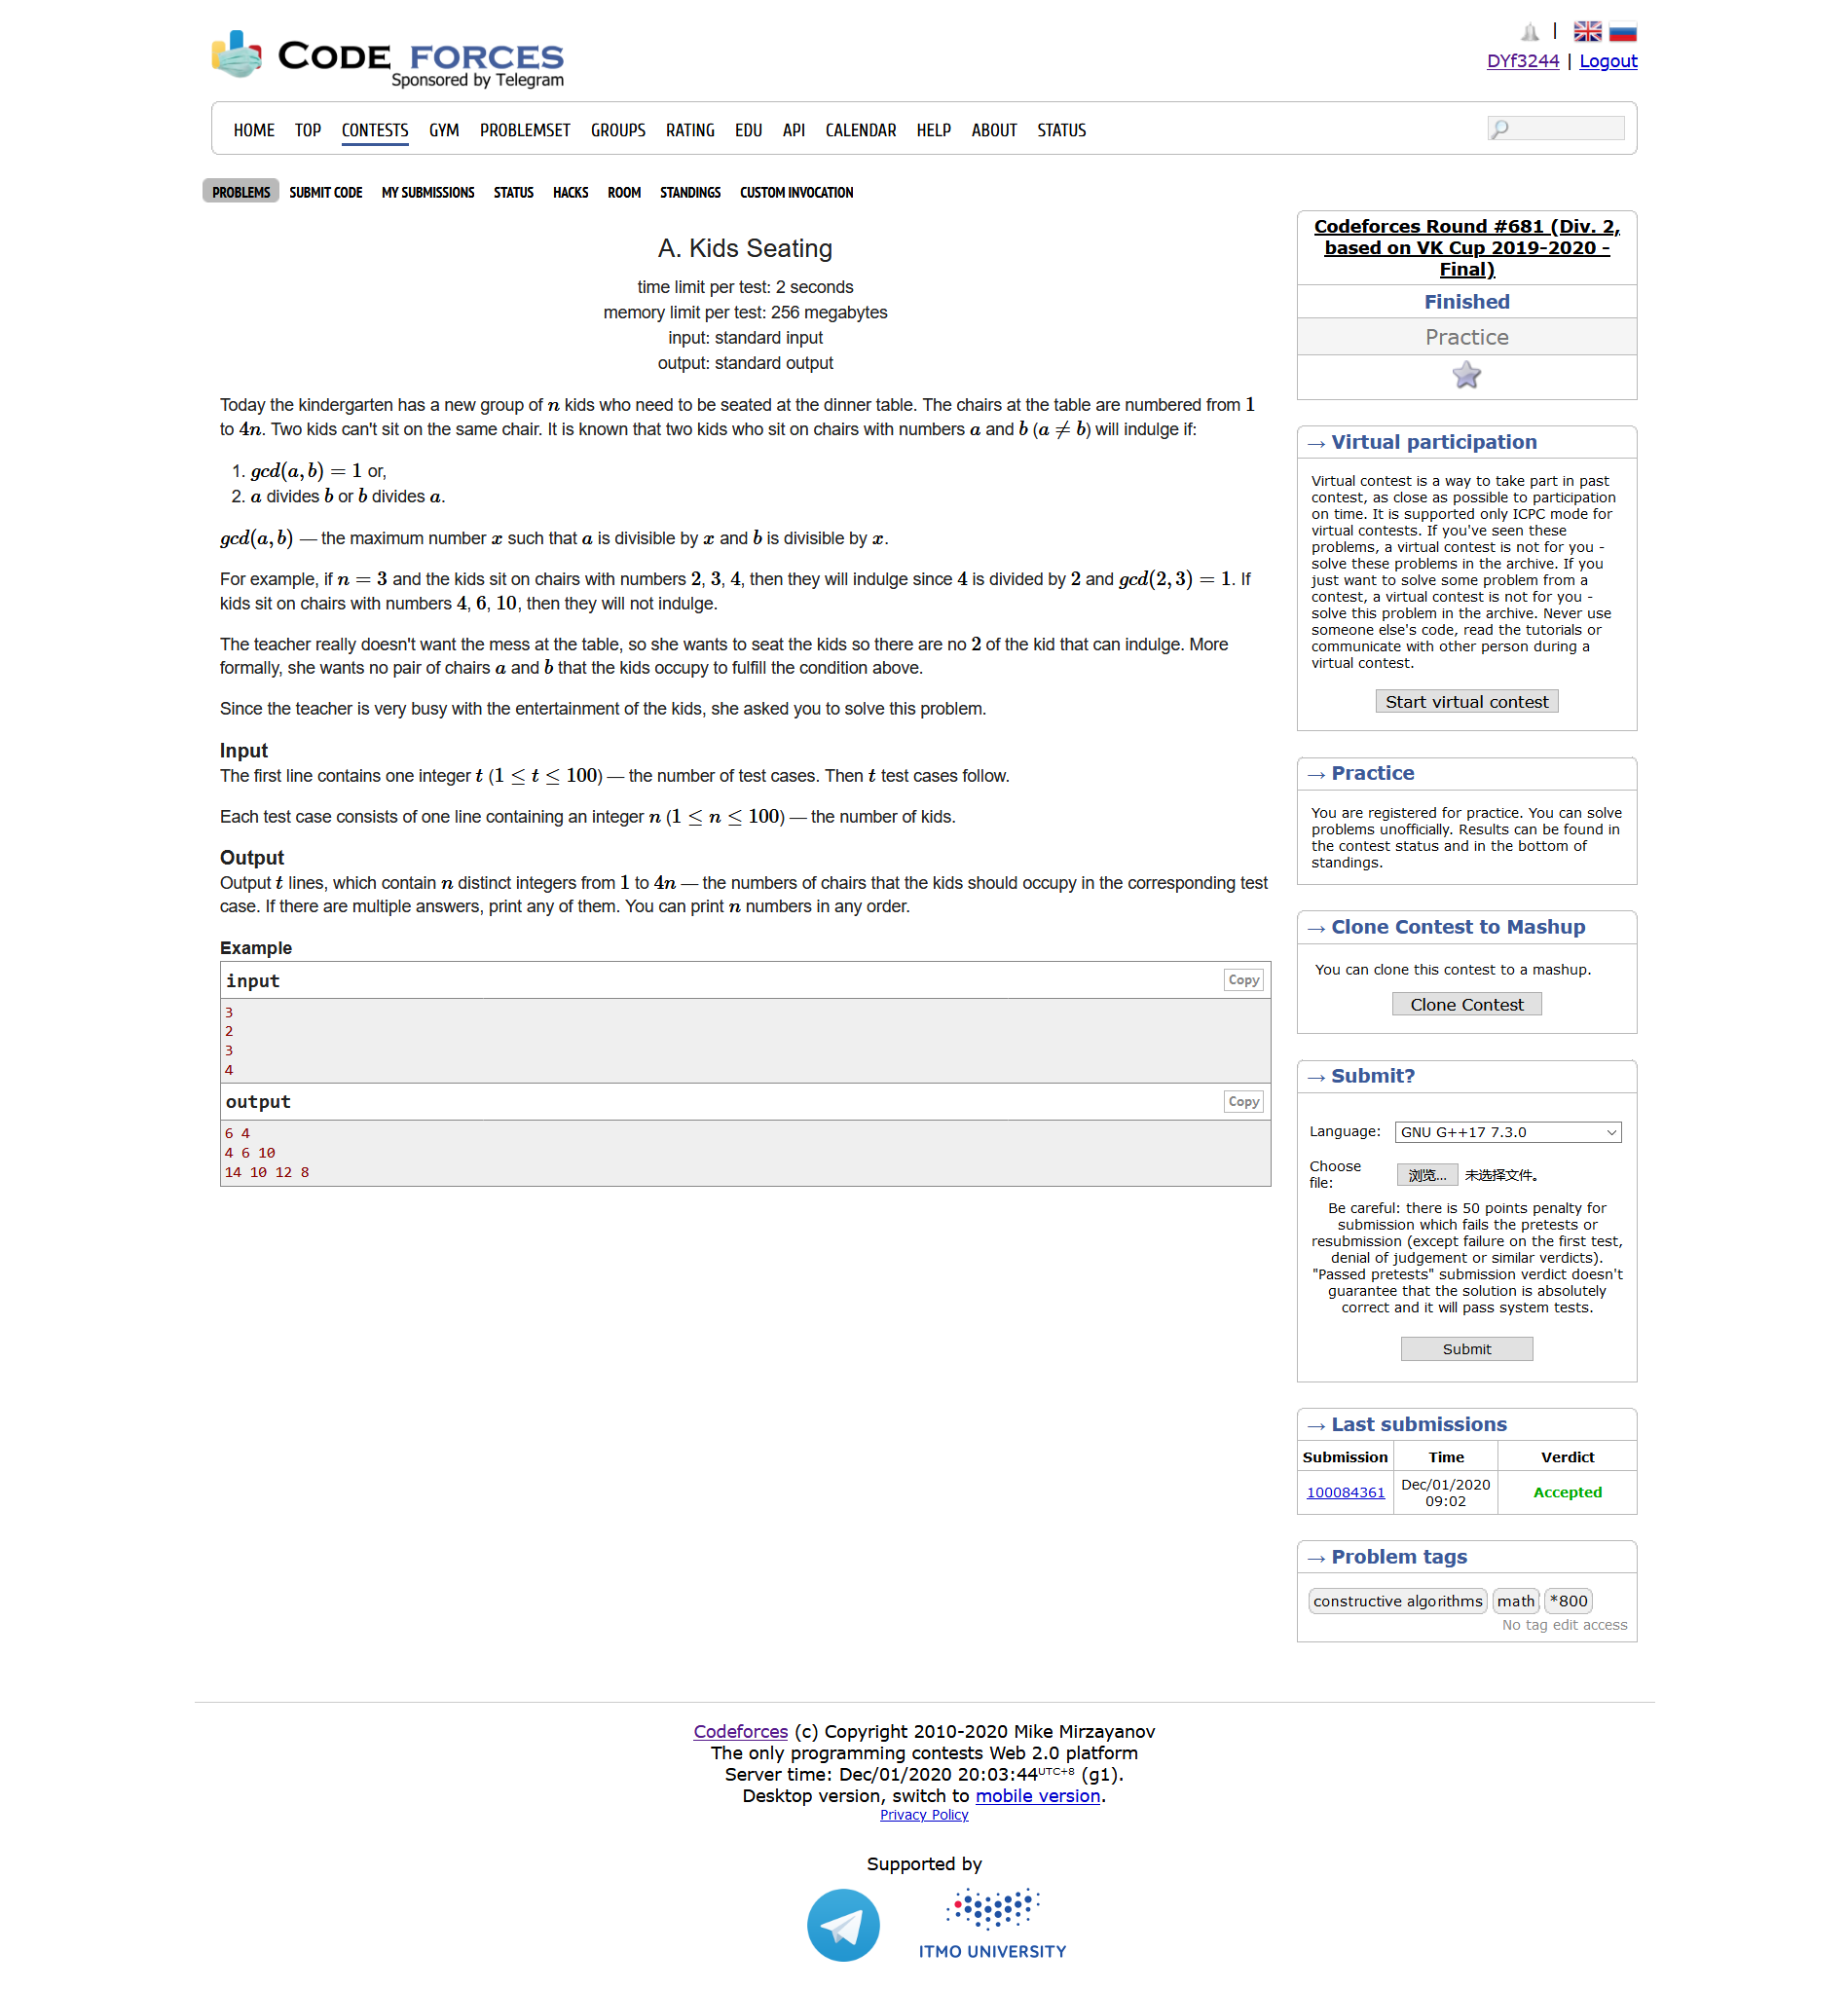 CODE FORCES
Sponsored by Telegram
|
DYf3244 | Logout
HOME TOP CONTESTS GYM PROBLEMSET GROUPS RATING EDU API CALENDAR HELP ABOUT STATUS
PROBLEMS SUBMIT CODE MY SUBMISSIONS STATUS HACKS ROOM STANDINGS CUSTOM INVOCATION
A. Kids Seating
time limit per test: 2 seconds
memory limit per test: 256 megabytes
input: standard input
output: standard output
Today the kindergarten has a new group of n kids who need to be seated at the dinner table. The chairs at the table are numbered from 1
to 4n. Two kids can't sit on the same chair. It is known that two kids who sit on chairs with numbers a and b (a ≠ b) will indulge if:
1. gcd(a, b) = 1 or,
2. a divides b or b divides a.
gcd(a, b) — the maximum number x such that a is divisible by x and b is divisible by x.
For example, if n = 3 and the kids sit on chairs with numbers 2, 3, 4, then they will indulge since 4 is divided by 2 and gcd(2, 3) = 1. If
kids sit on chairs with numbers 4, 6, 10, then they will not indulge.
The teacher really doesn't want the mess at the table, so she wants to seat the kids so there are no 2 of the kid that can indulge. More
formally, she wants no pair of chairs a and b that the kids occupy to fulfill the condition above.
Since the teacher is very busy with the entertainment of the kids, she asked you to solve this problem.
Input
The first line contains one integer t (1 ≤ t ≤ 100) — the number of test cases. Then t test cases follow.
Each test case consists of one line containing an integer n (1 ≤ n ≤ 100) — the number of kids.
Output
Output t lines, which contain n distinct integers from 1 to 4n — the numbers of chairs that the kids should occupy in the corresponding test
case. If there are multiple answers, print any of them. You can print n numbers in any order.
Example
input Copy
3
2
3
4
output Copy
6 4
4 6 10
14 10 12 8
Codeforces Round #681 (Div. 2,
based on VK Cup 2019-2020 -
Final)
Finished
Practice
→ Virtual participation
Virtual contest is a way to take part in past
contest, as close as possible to participation
on time. It is supported only ICPC mode for
virtual contests. If you've seen these
problems, a virtual contest is not for you -
solve these problems in the archive. If you
just want to solve some problem from a
contest, a virtual contest is not for you -
solve this problem in the archive. Never use
someone else's code, read the tutorials or
communicate with other person during a
virtual contest.
Start virtual contest
→ Practice
You are registered for practice. You can solve
problems unofficially. Results can be found in
the contest status and in the bottom of
standings.
→ Clone Contest to Mashup
You can clone this contest to a mashup.
Clone Contest
→ Submit?
Language: GNU G++17 7.3.0
Choose
file: 浏览... 未选择文件。
Be careful: there is 50 points penalty for
submission which fails the pretests or
resubmission (except failure on the first test,
denial of judgement or similar verdicts).
"Passed pretests" submission verdict doesn't
guarantee that the solution is absolutely
correct and it will pass system tests.
Submit
→ Last submissions
Submission Time Verdict
100084361 Dec/01/2020
09:02 Accepted
→ Problem tags
constructive algorithms math *800
No tag edit access
Codeforces (c) Copyright 2010-2020 Mike Mirzayanov
The only programming contests Web 2.0 platform
Server time: Dec/01/2020 20:03:44UTC+8 (g1).
Desktop version, switch to mobile version.
Privacy Policy
Supported by
ITMO UNIVERSITY